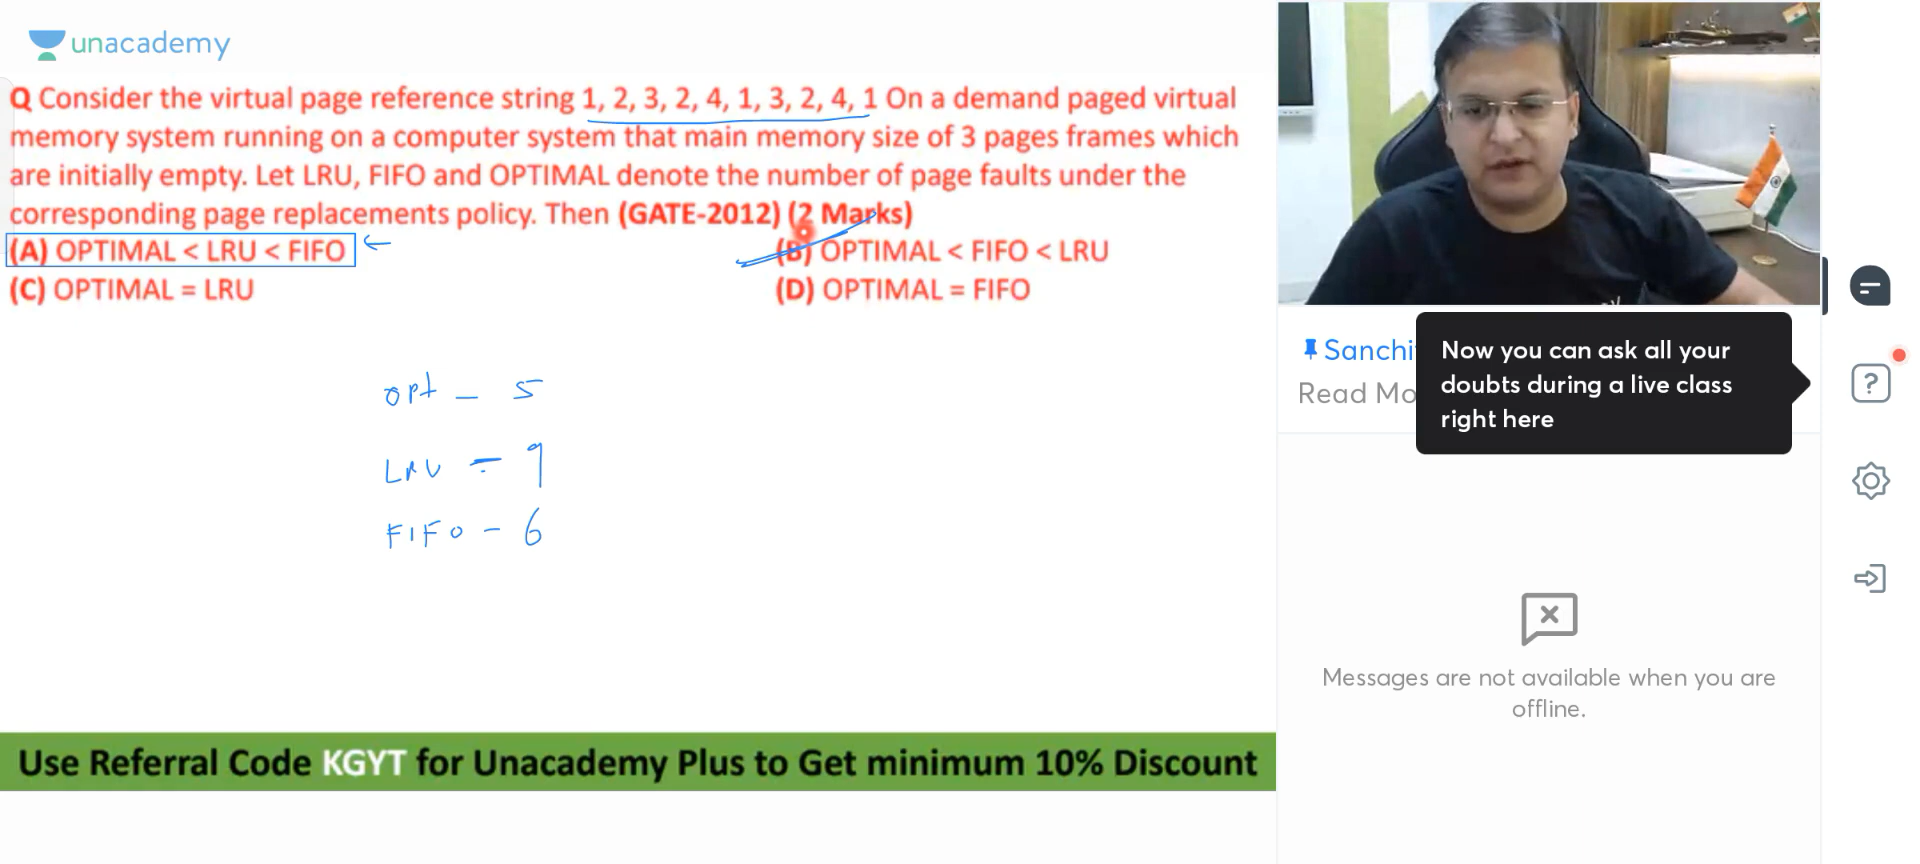 unacademy
Q Consider the virtual page reference string 1, 2, 3, 2, 4, 1, 3, 2, 4, 1 On a demand paged virtual
memory system running on a computer system that main memory size of 3 pages frames which
are initially empty. Let LRU, FIFO and OPTIMAL denote the number of page faults under the
corresponding page replacements policy. Then (GATE-2012) (2 Marks)
(A) OPTIMAL < LRU < FIFO ←
(B) OPTIMAL < FIFO < LRU
(C) OPTIMAL = LRU
(D) OPTIMAL = FIFO
opt - 5
LRU - 9
FIFO - 6
Use Referral Code KGYT for Unacademy Plus to Get minimum 10% Discount
Sanchi
Read Mo
Now you can ask all your
doubts during a live class
right here
?
Messages are not available when you are
offline.